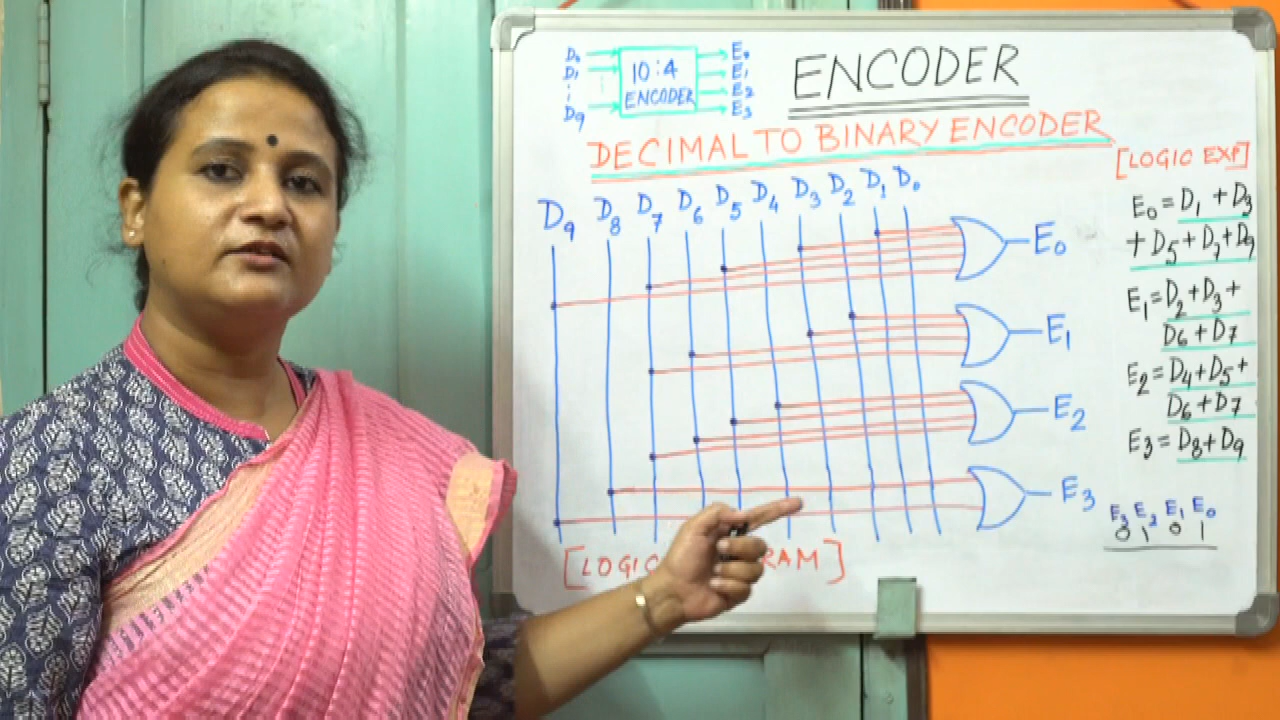 ENCODER
D₀ E₀
D₁ 10:4 E₁
⋮ ENCODER E₂
D9 E₃
DECIMAL TO BINARY ENCODER
D₉ D₈ D₇ D₆ D₅ D₄ D₃ D₂ D₁ D₀
E₀
E₁
E₂
E₃
[LOGIC RAM]
[LOGIC EXP]
E₀ = D₁ + D₃
+ D₅ + D₇ + D₉
E₁ = D₂ + D₃ +
D₆ + D₇
E₂ = D₄ + D₅ +
D₆ + D₇
E₃ = D₈ + D₉
E₃ E₂ E₁ E₀
0 1 0 1